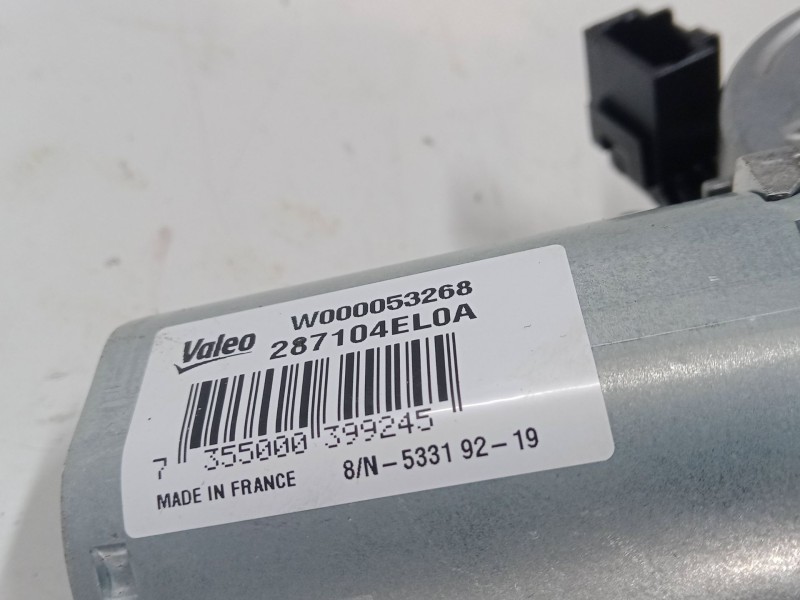 Valeo W000053268
287104EL0A
7 355000 399245
MADE IN FRANCE 8/N-5331 92-19